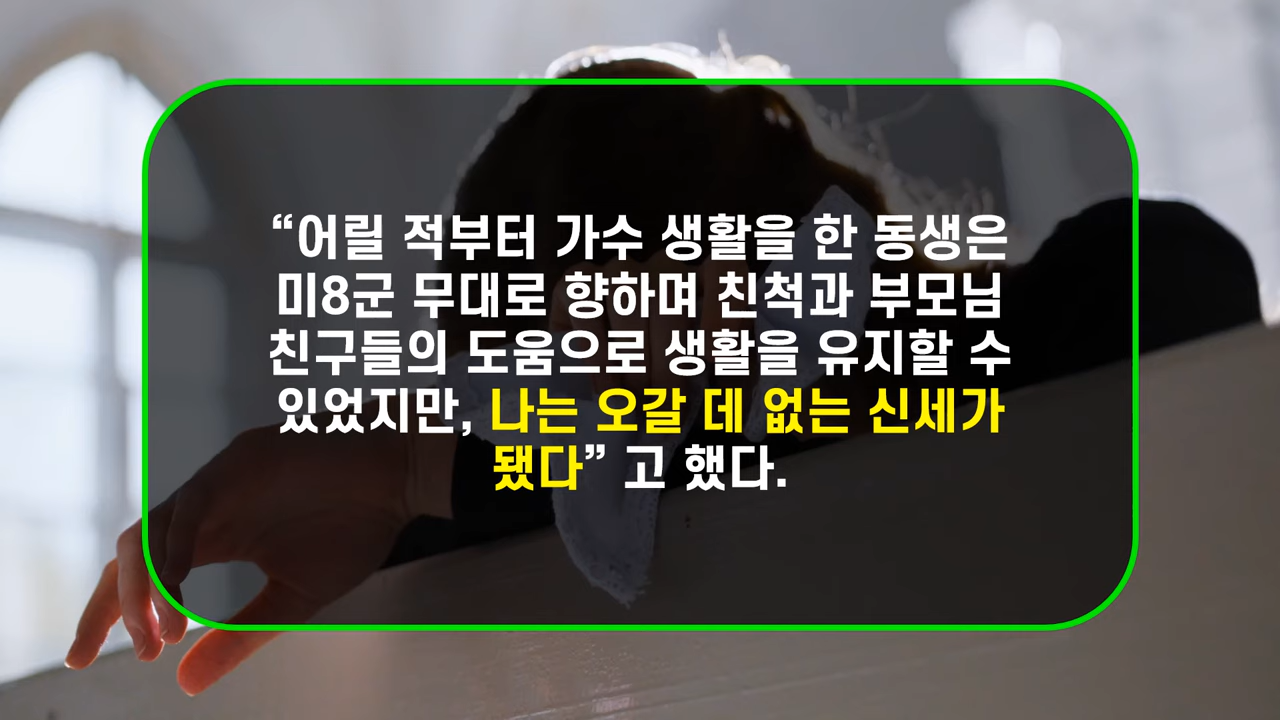 “어릴 적부터 가수 생활을 한 동생은
미8군 무대로 향하며 친척과 부모님
친구들의 도움으로 생활을 유지할 수
있었지만, 나는 오갈 데 없는 신세가
됐다” 고 했다.